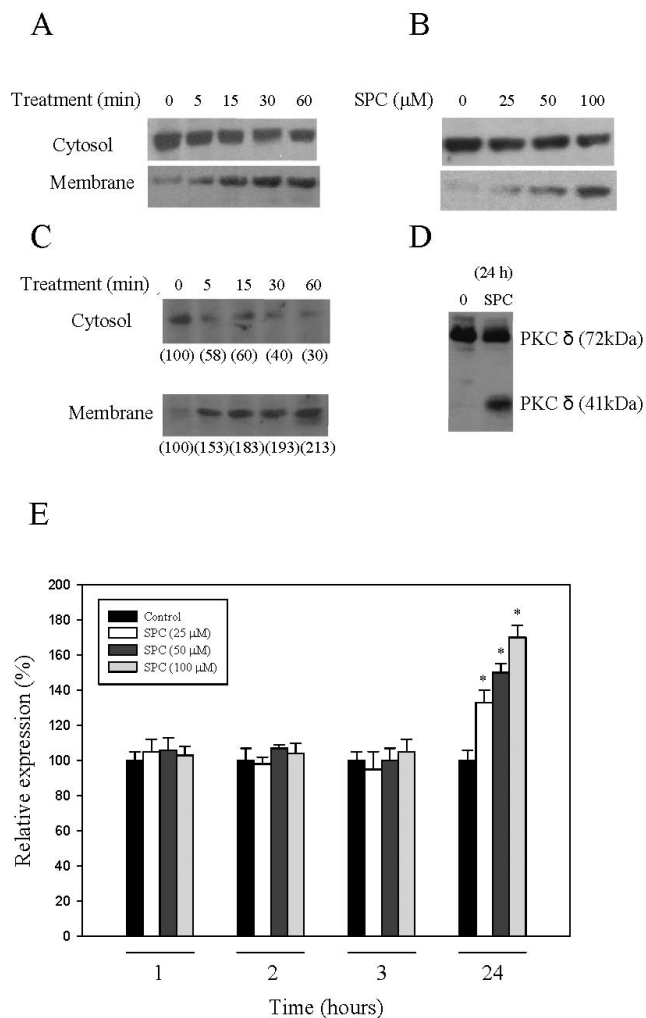 A
B
Treatment (min) 0 5 15 30 60
SPC (μM) 0 25 50 100
Cytosol
Membrane
C
D
Treatment (min) 0 5 15 30 60
(24 h)
0 SPC
Cytosol
PKC δ (72kDa)
(100) (58) (60) (40) (30)
PKC δ (41kDa)
Membrane
(100) (153) (183) (193) (213)
E
200
180
160
140
120
100
80
60
40
20
0
Relative expression (%)
Control
SPC (25 μM)
SPC (50 μM)
SPC (100 μM)
* * *
1 2 3 24
Time (hours)